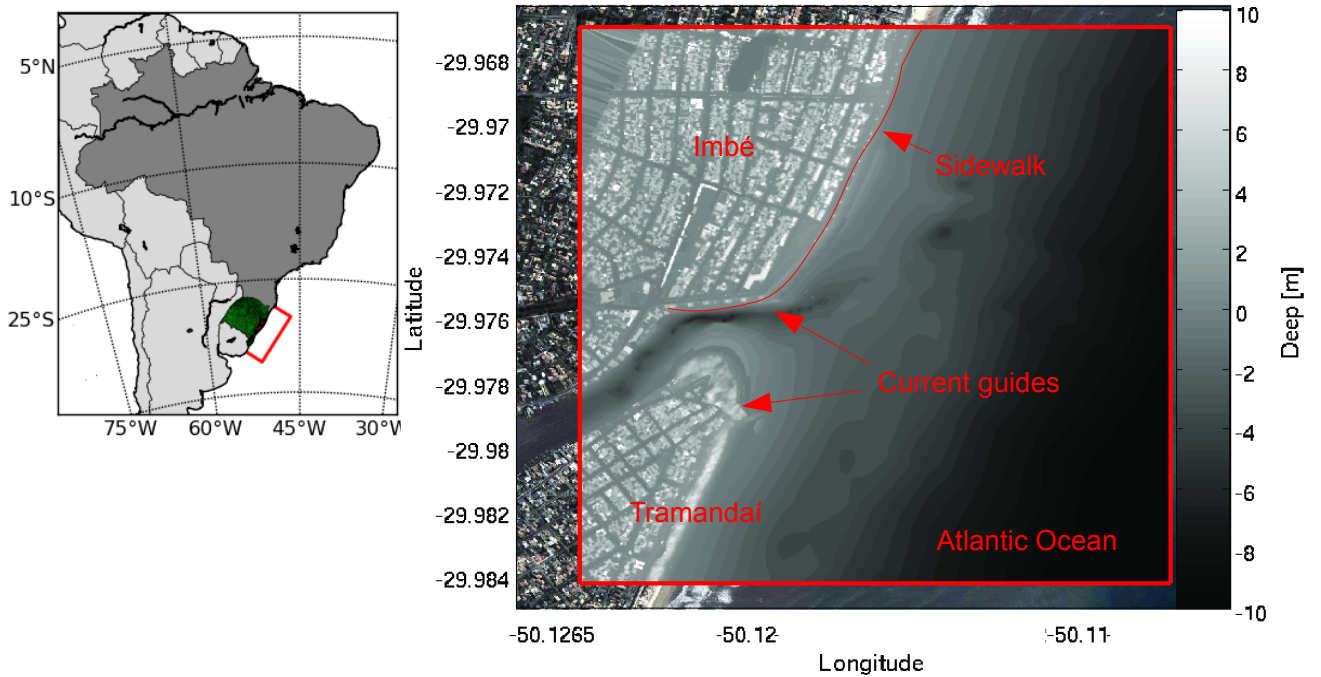 5°N
10°S
25°S
75°W
60°W
45°W
30°W
Latitude
-29.968
-29.97
-29.972
-29.974
-29.976
-29.978
-29.98
-29.982
-29.984
Imbé
Sidewalk
Current guides
Tramandaí
Atlantic Ocean
-50.1265
-50.12
-50.11
Longitude
10
8
6
4
2
0
-2
-4
-6
-8
-10
Deep [m]